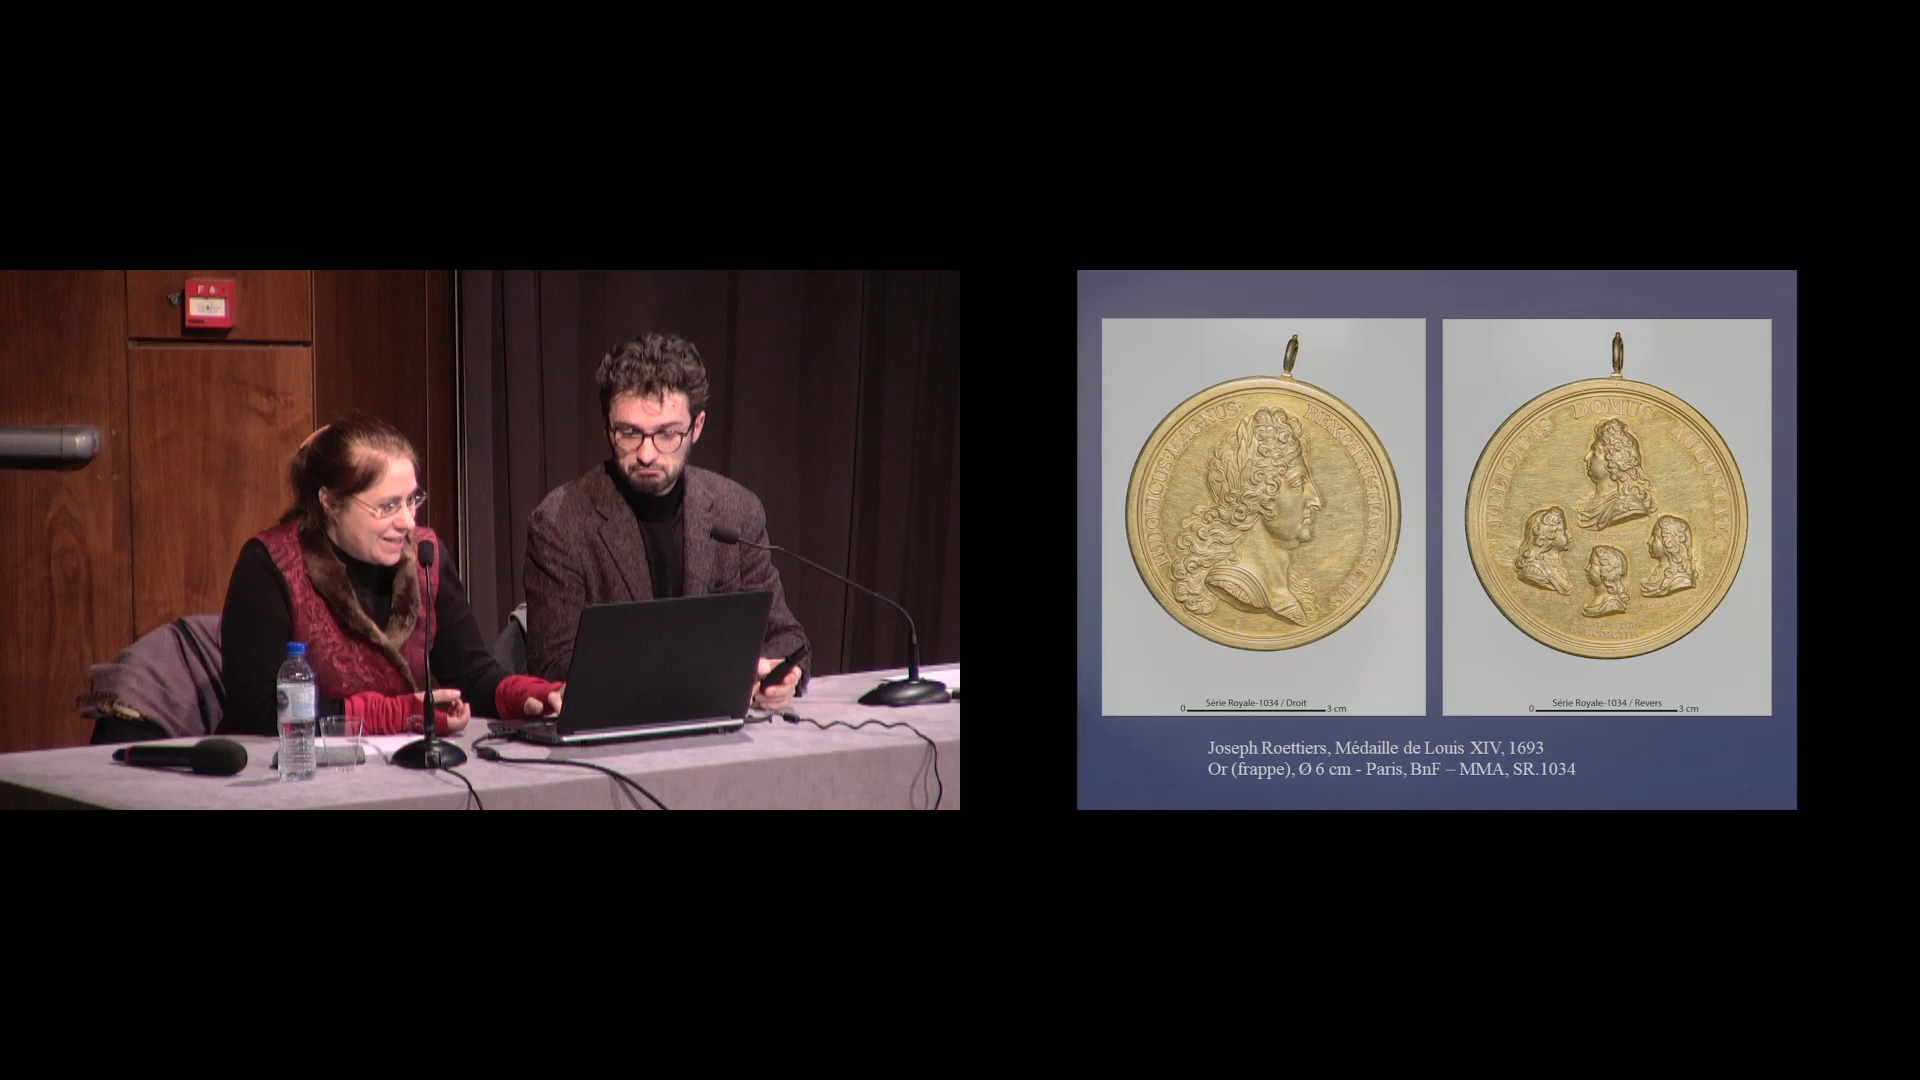 LUDOVICUS·MAGNUS· REX CHRISTIANISSIMUS
FELICITAS DOMUS AUGUSTAE
0 Série Royale-1034 / Droit 3 cm
0 Série Royale-1034 / Revers 3 cm
Joseph Roettiers, Médaille de Louis XIV, 1693
Or (frappe), Ø 6 cm - Paris, BnF – MMA, SR.1034